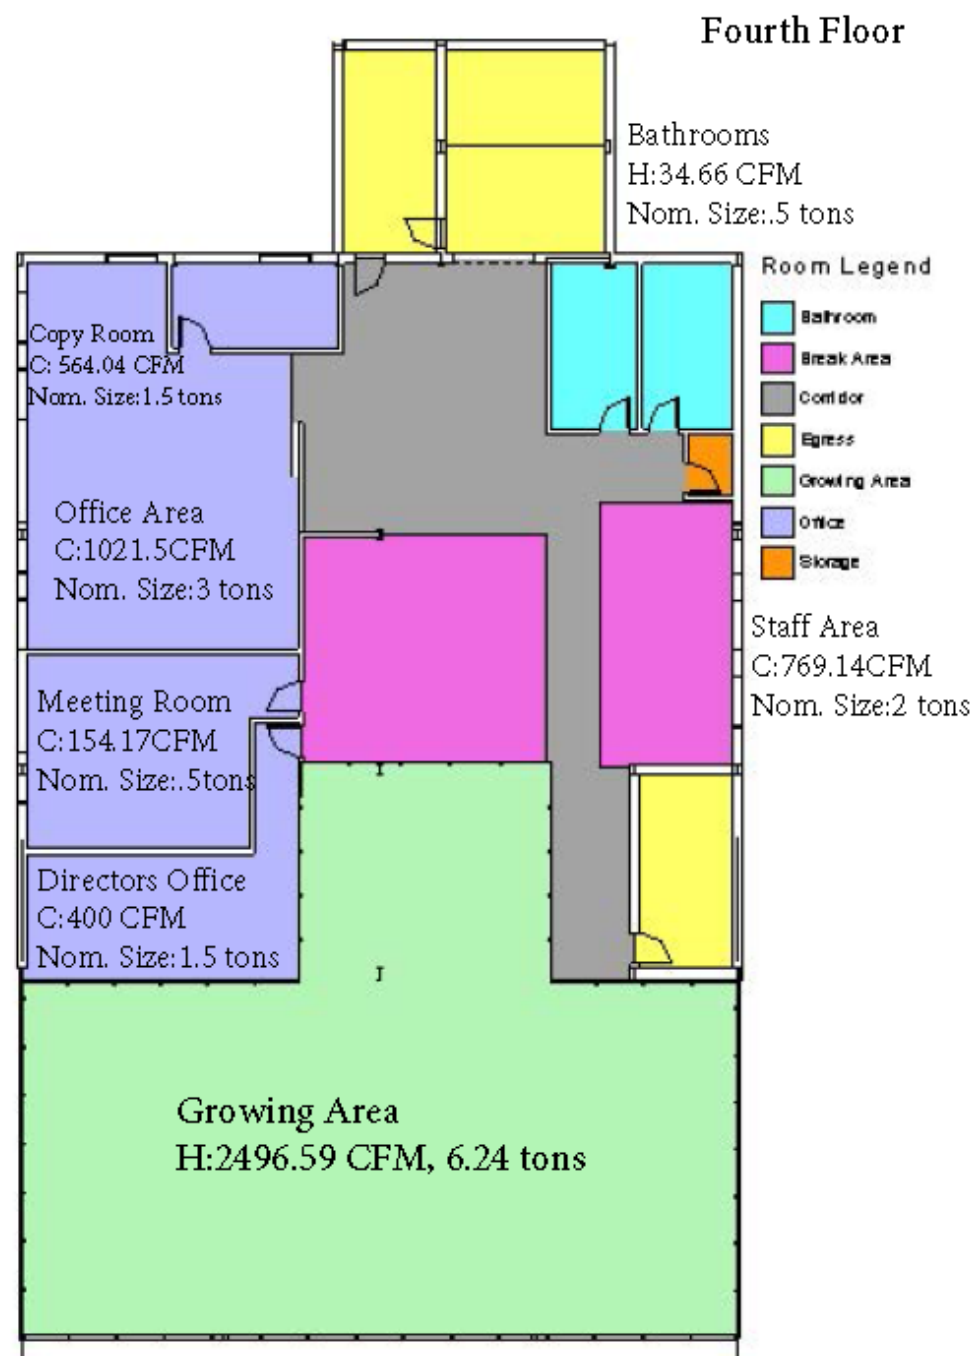 Fourth Floor
Bathrooms
H:34.66 CFM
Nom. Size:.5 tons
Room Legend
Bathroom
Break Area
Corridor
Egress
Growing Area
Office
Storage
Copy Room
C: 564.04 CFM
Nom. Size:1.5 tons
Office Area
C:1021.5CFM
Nom. Size:3 tons
Staff Area
C:769.14CFM
Nom. Size:2 tons
Meeting Room
C:154.17CFM
Nom. Size:.5tons
Directors Office
C:400 CFM
Nom. Size:1.5 tons
Growing Area
H:2496.59 CFM, 6.24 tons